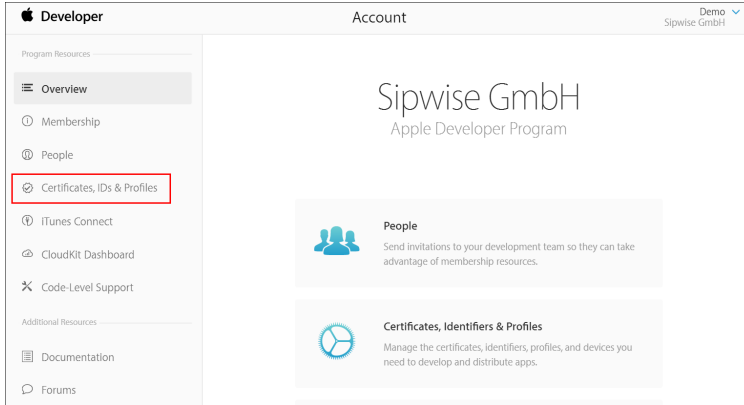 Developer
Account
Demo
Sipwise GmbH
Program Resources
Overview
Membership
People
Certificates, IDs & Profiles
iTunes Connect
CloudKit Dashboard
Code-Level Support
Additional Resources
Documentation
Forums
Sipwise GmbH
Apple Developer Program
People
Send invitations to your development team so they can take
advantage of membership resources.
Certificates, Identifiers & Profiles
Manage the certificates, identifiers, profiles, and devices you
need to develop and distribute apps.